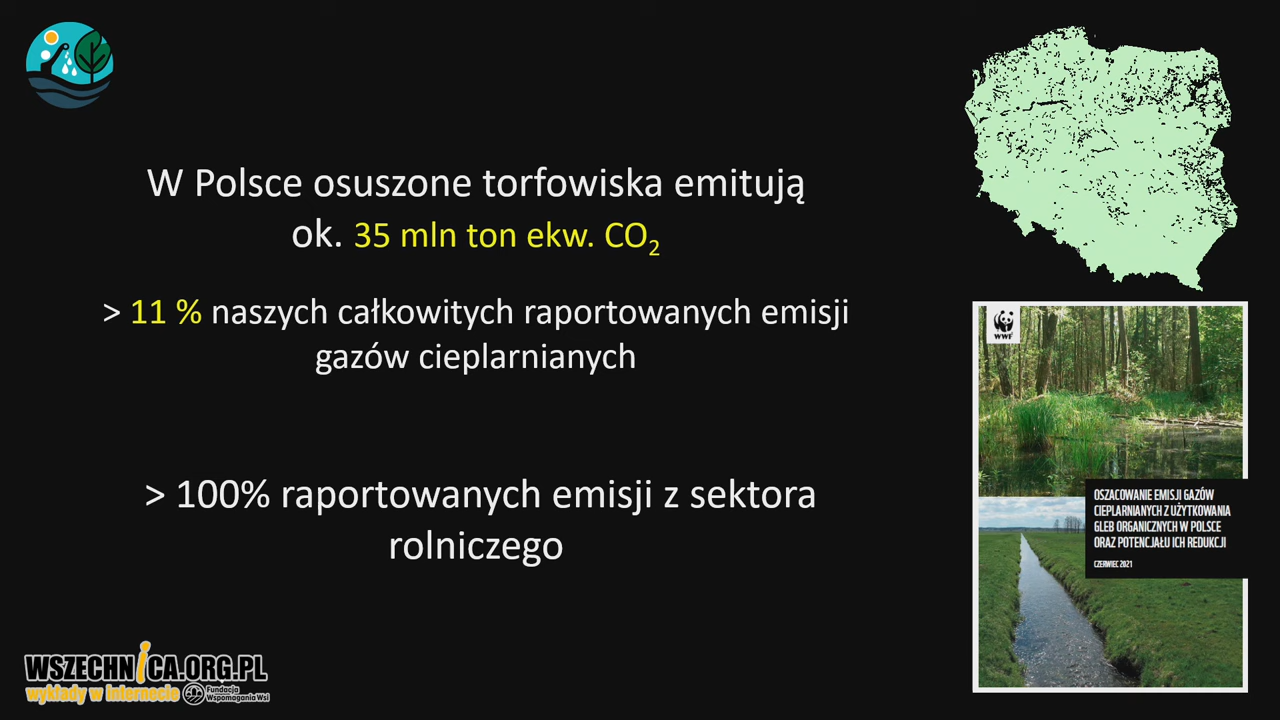 W Polsce osuszone torfowiska emitują
ok. 35 mln ton ekw. CO₂
> 11 % naszych całkowitych raportowanych emisji
gazów cieplarnianych
> 100% raportowanych emisji z sektora
rolniczego
WWF
OSZACOWANIE EMISJI GAZÓW
CIEPLARNIANYCH Z UŻYTKOWANIA
GLEB ORGANICZNYCH W POLSCE
ORAZ POTENCJAŁU ICH REDUKCJI
CZERWIEC 2021
WSZECHNiCA.ORG.PL
wykłady w internecie
Fundacja
Wspomagania Wsi